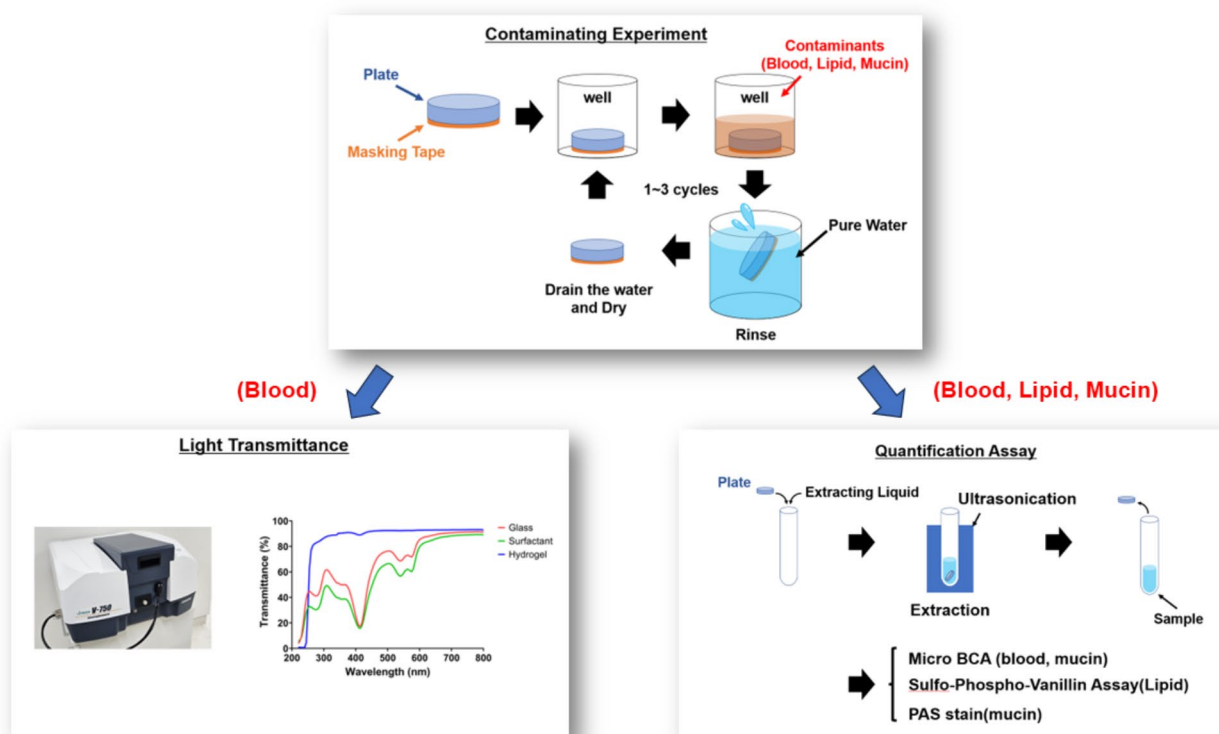 Contaminating Experiment
Contaminants
(Blood, Lipid, Mucin)
Plate
well
well
Masking Tape
1~3 cycles
Pure Water
Drain the water
and Dry
Rinse
(Blood)
(Blood, Lipid, Mucin)
Light Transmittance
V-750
Transmittance (%)
100
80
60
40
20
0
200
300
400
500
600
700
800
Wavelength (nm)
Glass
Surfactant
Hydrogel
Quantification Assay
Plate
Extracting Liquid
Ultrasonication
Extraction
Sample
Micro BCA (blood, mucin)
Sulfo-Phospho-Vanillin Assay(Lipid)
PAS stain(mucin)